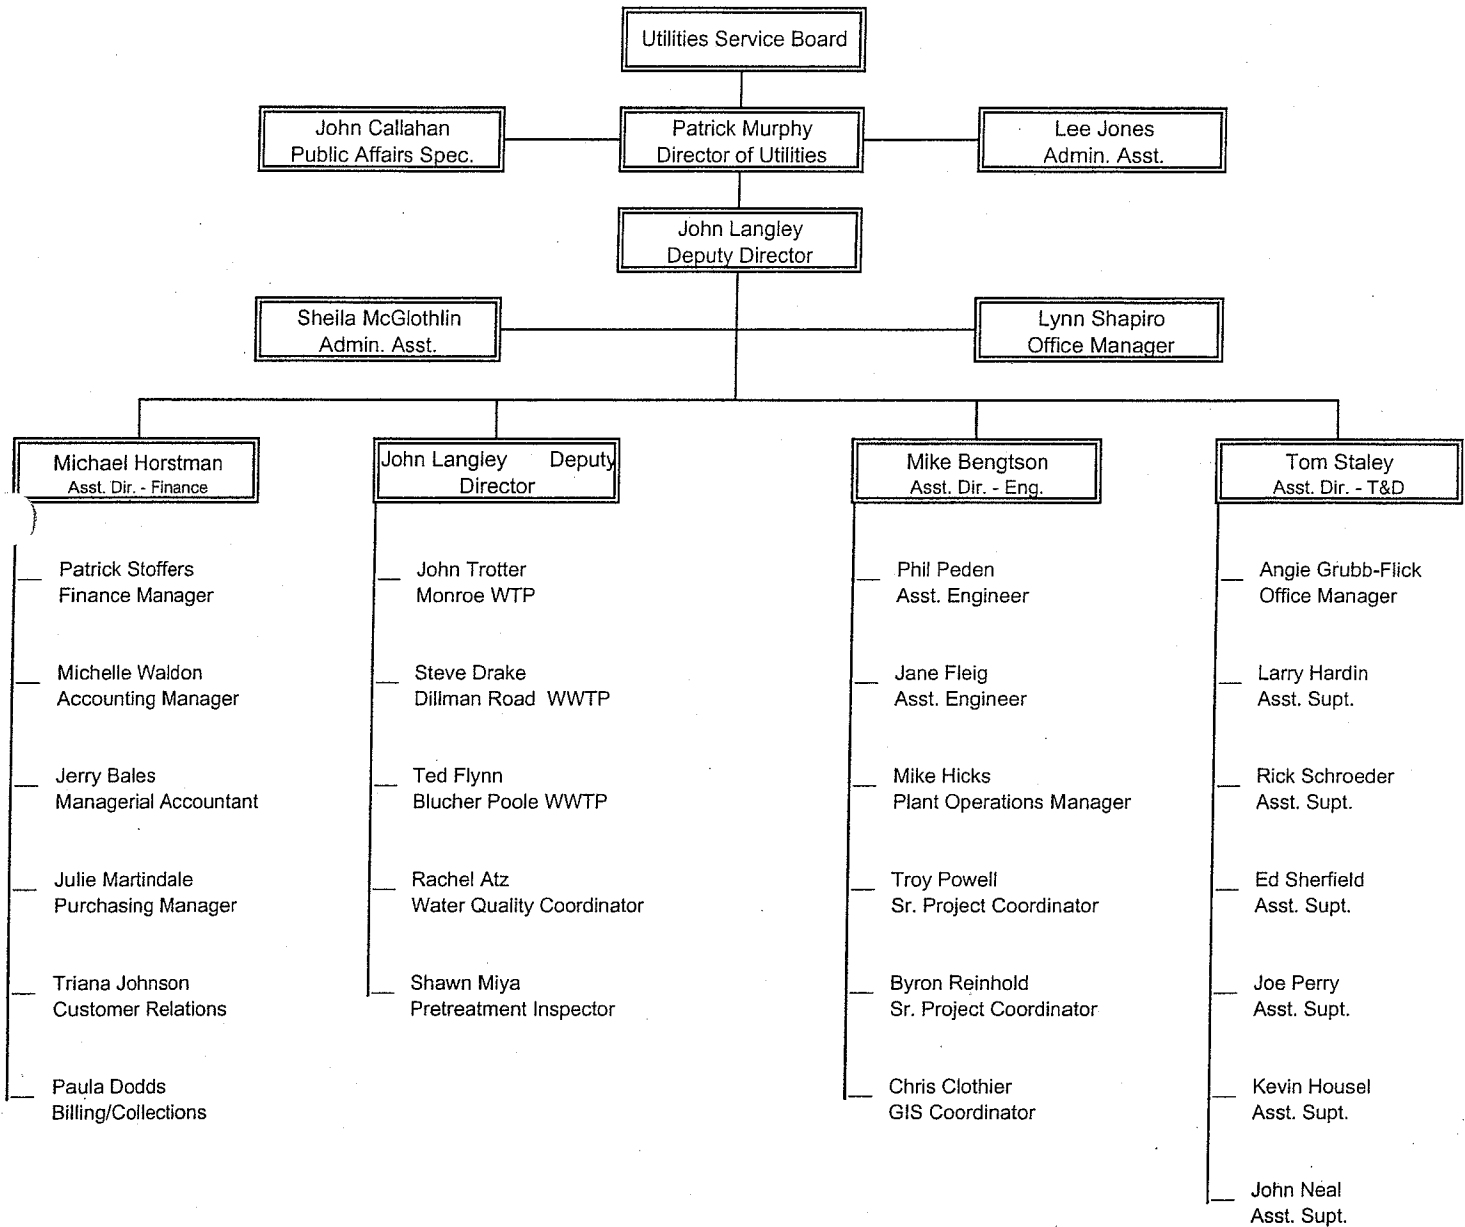 Utilities Service Board
John Callahan
Public Affairs Spec.
Patrick Murphy
Director of Utilities
Lee Jones
Admin. Asst.
John Langley
Deputy Director
Sheila McGlothlin
Admin. Asst.
Lynn Shapiro
Office Manager
Michael Horstman
Asst. Dir. - Finance
John Langley Deputy
Director
Mike Bengtson
Asst. Dir. - Eng.
Tom Staley
Asst. Dir. - T&D
Patrick Stoffers
Finance Manager
Michelle Waldon
Accounting Manager
Jerry Bales
Managerial Accountant
Julie Martindale
Purchasing Manager
Triana Johnson
Customer Relations
Paula Dodds
Billing/Collections
John Trotter
Monroe WTP
Steve Drake
Dillman Road WWTP
Ted Flynn
Blucher Poole WWTP
Rachel Atz
Water Quality Coordinator
Shawn Miya
Pretreatment Inspector
Phil Peden
Asst. Engineer
Jane Fleig
Asst. Engineer
Mike Hicks
Plant Operations Manager
Troy Powell
Sr. Project Coordinator
Byron Reinhold
Sr. Project Coordinator
Chris Clothier
GIS Coordinator
Angie Grubb-Flick
Office Manager
Larry Hardin
Asst. Supt.
Rick Schroeder
Asst. Supt.
Ed Sherfield
Asst. Supt.
Joe Perry
Asst. Supt.
Kevin Housel
Asst. Supt.
John Neal
Asst. Supt.